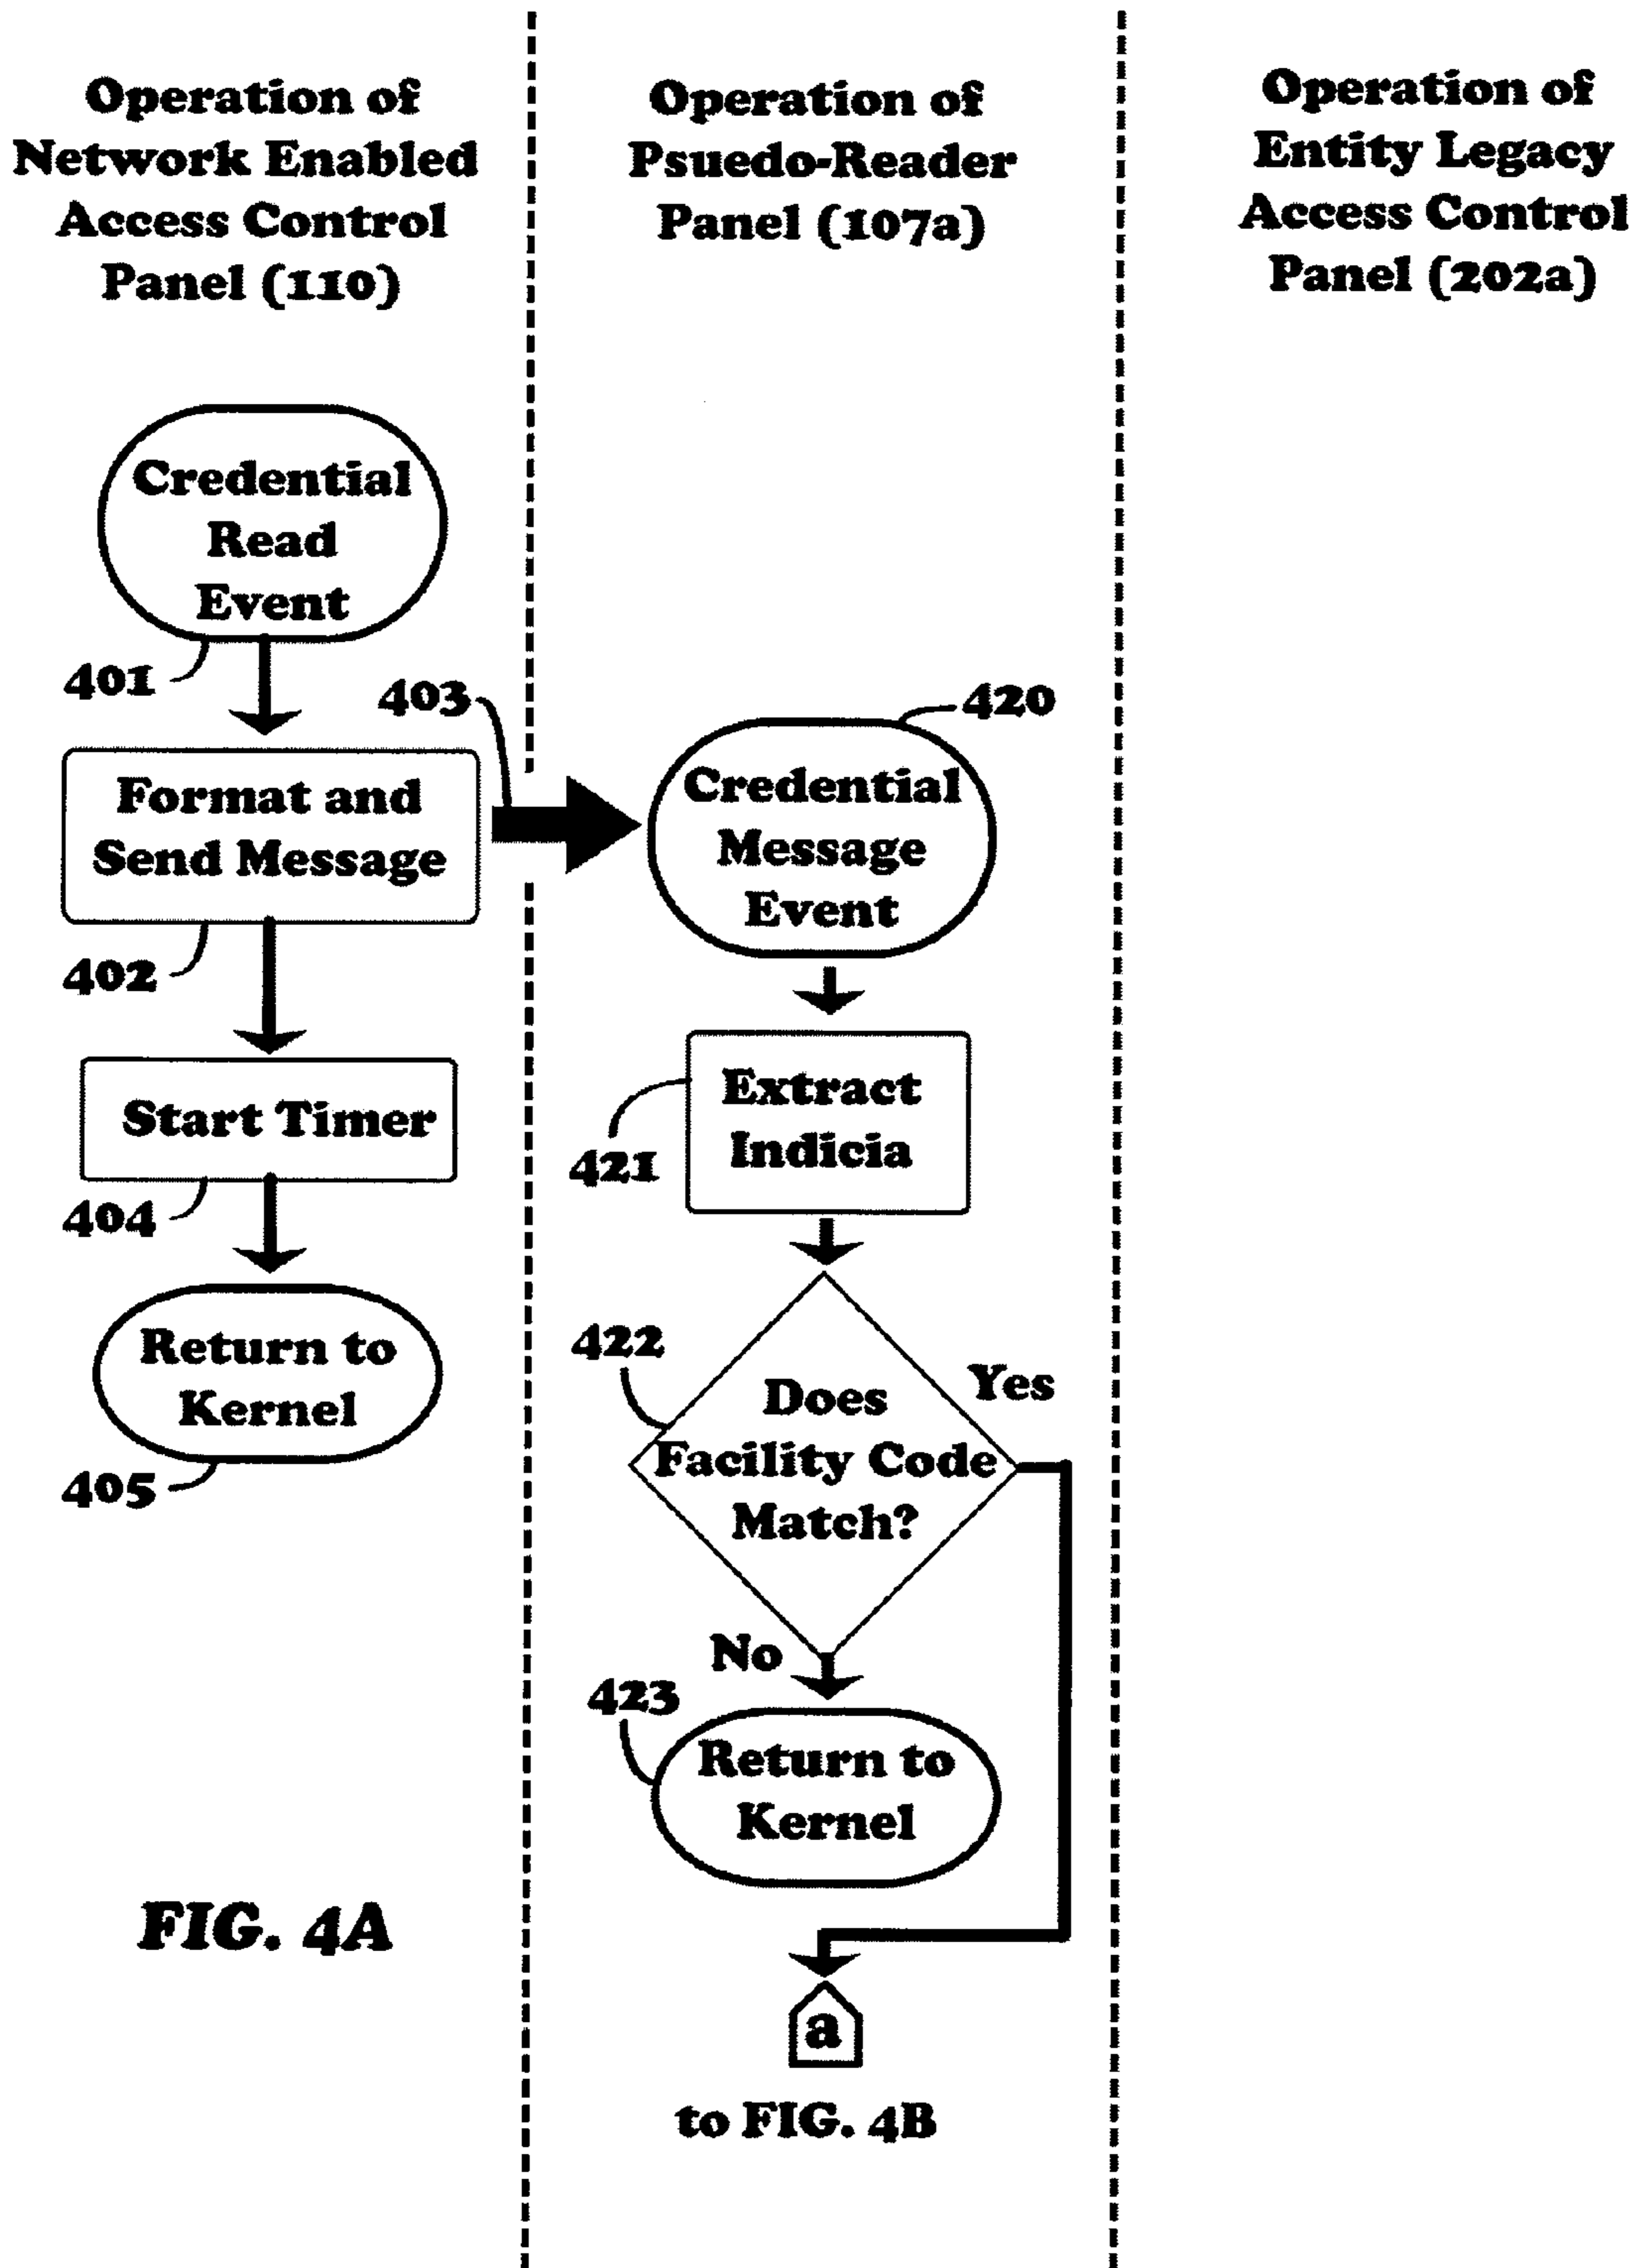 Operation of
Network Enabled
Access Control
Panel (110)
Operation of
Psuedo-Reader
Panel (107a)
Operation of
Entity Legacy
Access Control
Panel (202a)
Credential
Read
Event
401
403
Format and
Send Message
402
Start Timer
404
Return to
Kernel
405
420
Credential
Message
Event
Extract
Indicia
421
422
Does
Facility Code
Match?
Yes
No
423
Return to
Kernel
a
to FIG. 4B
FIG. 4A